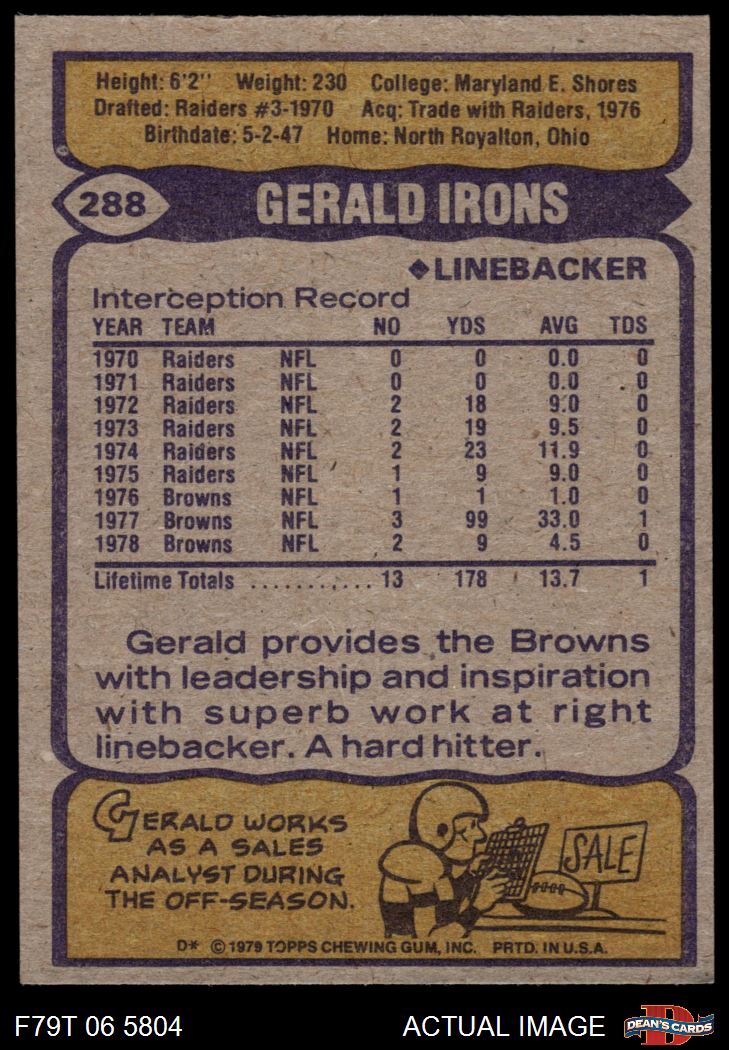 Height: 6'2'' Weight: 230 College: Maryland E. Shores
Drafted: Raiders #3-1970 Acq: Trade with Raiders, 1976
Birthdate: 5-2-47 Home: North Royalton, Ohio
288 GERALD IRONS
◆LINEBACKER
Interception Record
YEAR TEAM NO YDS AVG TDS
1970 Raiders NFL 0 0 0.0 0
1971 Raiders NFL 0 0 0.0 0
1972 Raiders NFL 2 18 9.0 0
1973 Raiders NFL 2 19 9.5 0
1974 Raiders NFL 2 23 11.9 0
1975 Raiders NFL 1 9 9.0 0
1976 Browns NFL 1 1 1.0 0
1977 Browns NFL 3 99 33.0 1
1978 Browns NFL 2 9 4.5 0
Lifetime Totals ........... 13 178 13.7 1
Gerald provides the Browns
with leadership and inspiration
with superb work at right
linebacker. A hard hitter.
GERALD WORKS
AS A SALES
ANALYST DURING
THE OFF-SEASON.
SALE
D* © 1979 TOPPS CHEWING GUM, INC. PRTD. IN U.S.A.
F79T 06 5804 ACTUAL IMAGE D DEAN'S CARDS